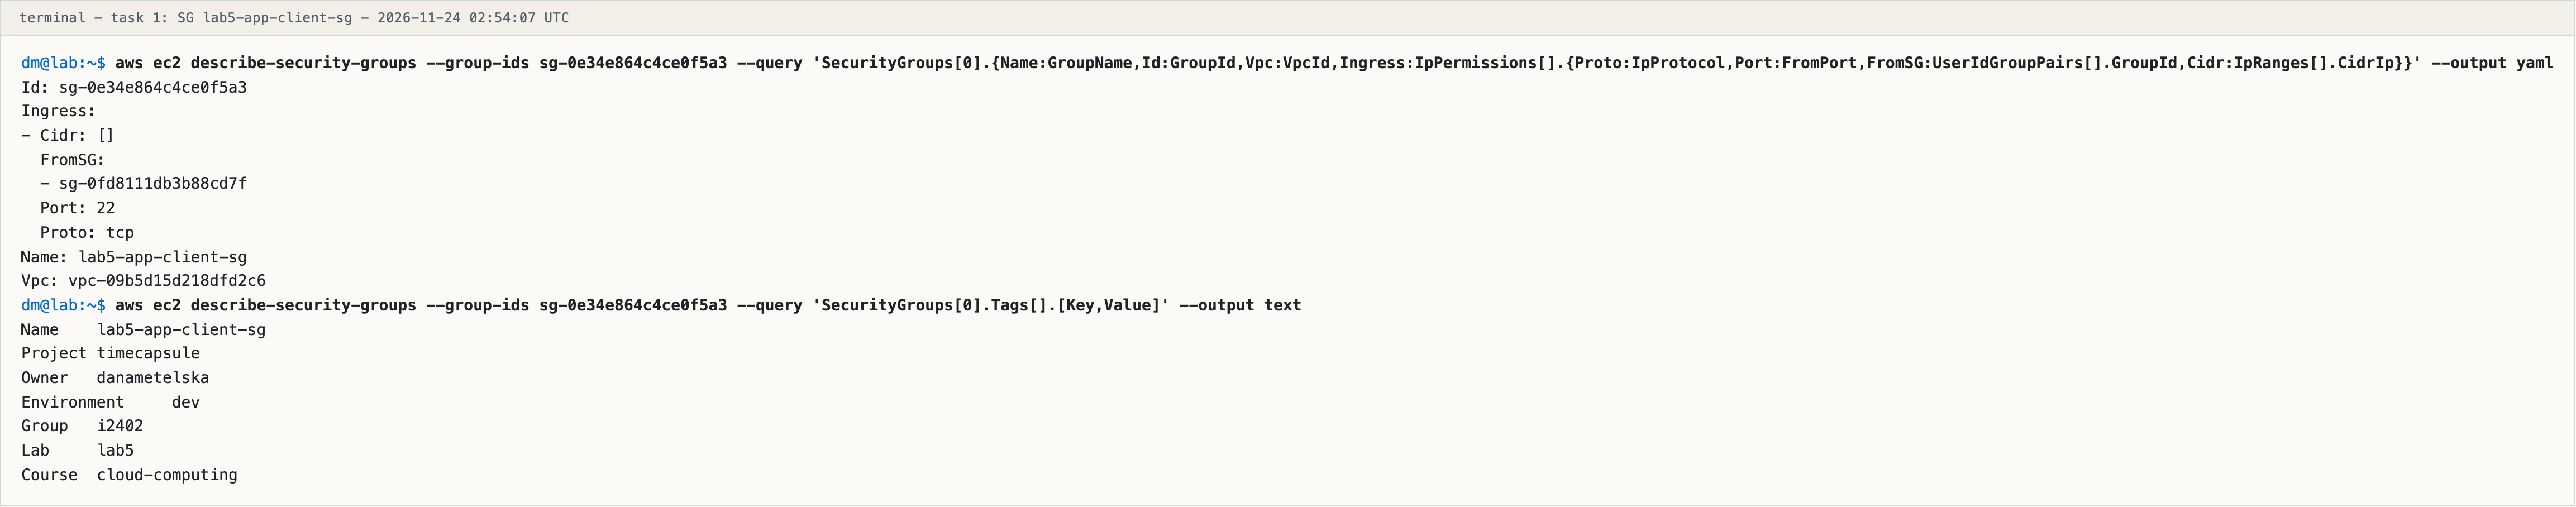 terminal - task 1: SG lab5-app-client-sg - 2026-11-24 02:54:07 UTC
dm@lab:~$ aws ec2 describe-security-groups --group-ids sg-0e34e864c4ce0f5a3 --query 'SecurityGroups[0].{Name:GroupName,Id:GroupId,Vpc:VpcId,Ingress:IpPermissions[].{Proto:IpProtocol,Port:FromPort,FromSG:UserIdGroupPairs[].GroupId,Cidr:IpRanges[].CidrIp}}' --output yaml
Id: sg-0e34e864c4ce0f5a3
Ingress:
- Cidr: []
  FromSG:
  - sg-0fd8111db3b88cd7f
  Port: 22
  Proto: tcp
Name: lab5-app-client-sg
Vpc: vpc-09b5d15d218dfd2c6
dm@lab:~$ aws ec2 describe-security-groups --group-ids sg-0e34e864c4ce0f5a3 --query 'SecurityGroups[0].Tags[].[Key,Value]' --output text
Name    lab5-app-client-sg
Project timecapsule
Owner   danametelska
Environment     dev
Group   i2402
Lab     lab5
Course  cloud-computing